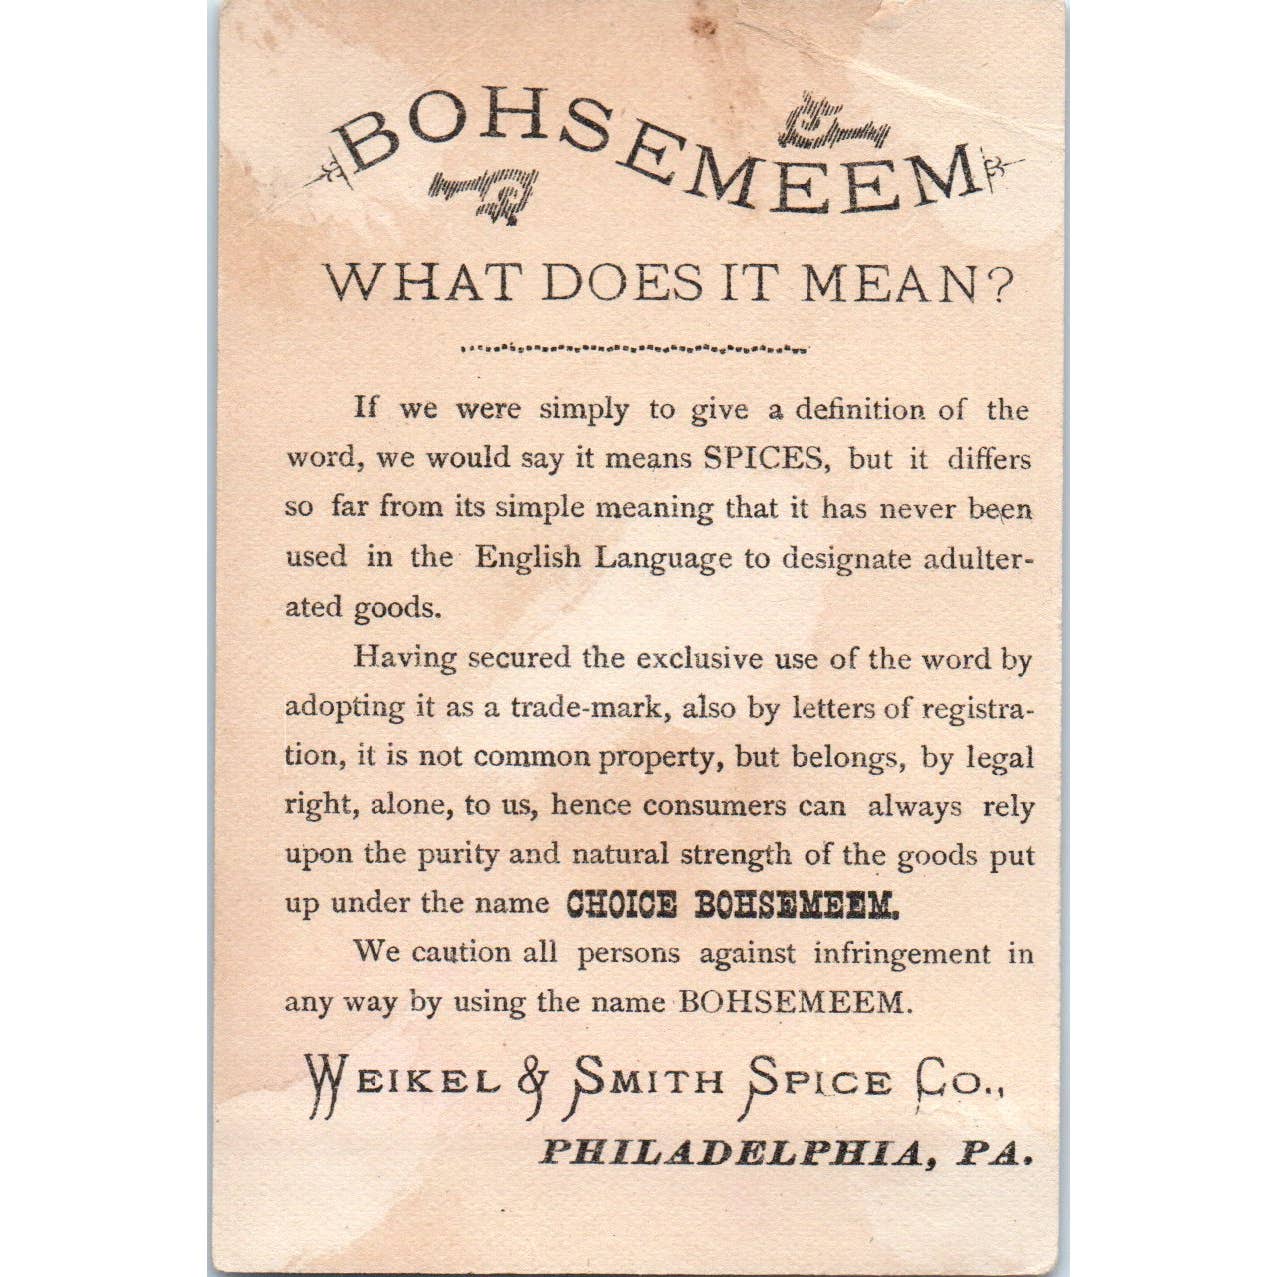 BOHSEMEEM
WHAT DOES IT MEAN?
If we were simply to give a definition of the
word, we would say it means SPICES, but it differs
so far from its simple meaning that it has never been
used in the English Language to designate adulter-
ated goods.
Having secured the exclusive use of the word by
adopting it as a trade-mark, also by letters of registra-
tion, it is not common property, but belongs, by legal
right, alone, to us, hence consumers can always rely
upon the purity and natural strength of the goods put
up under the name CHOICE BOHSEMEEM.
We caution all persons against infringement in
any way by using the name BOHSEMEEM.
WEIKEL & SMITH SPICE CO.,
PHILADELPHIA, PA.